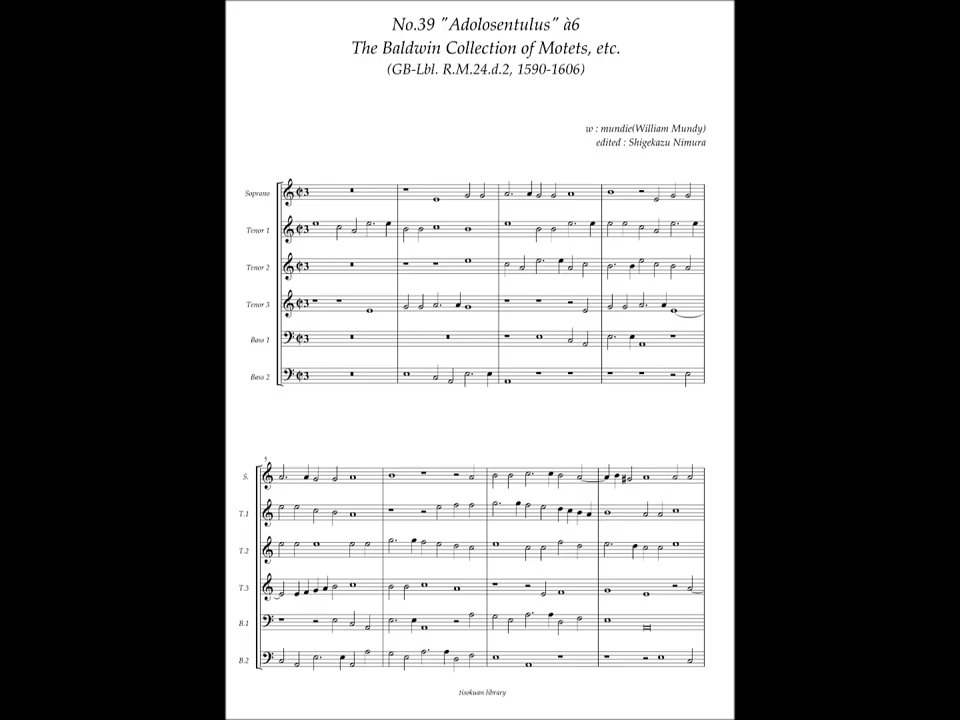 No.39 "Adolosentulus" à6
The Baldwin Collection of Motets, etc.
(GB-Lbl. R.M.24.d.2, 1590-1606)
w : mundie(William Mundy)
edited : Shigekazu Nimura
Soprano
Tenor 1
Tenor 2
Tenor 3
Bass 1
Bass 2
5
S.
T.1
T.2
T.3
B.1
B.2
tisokuan library